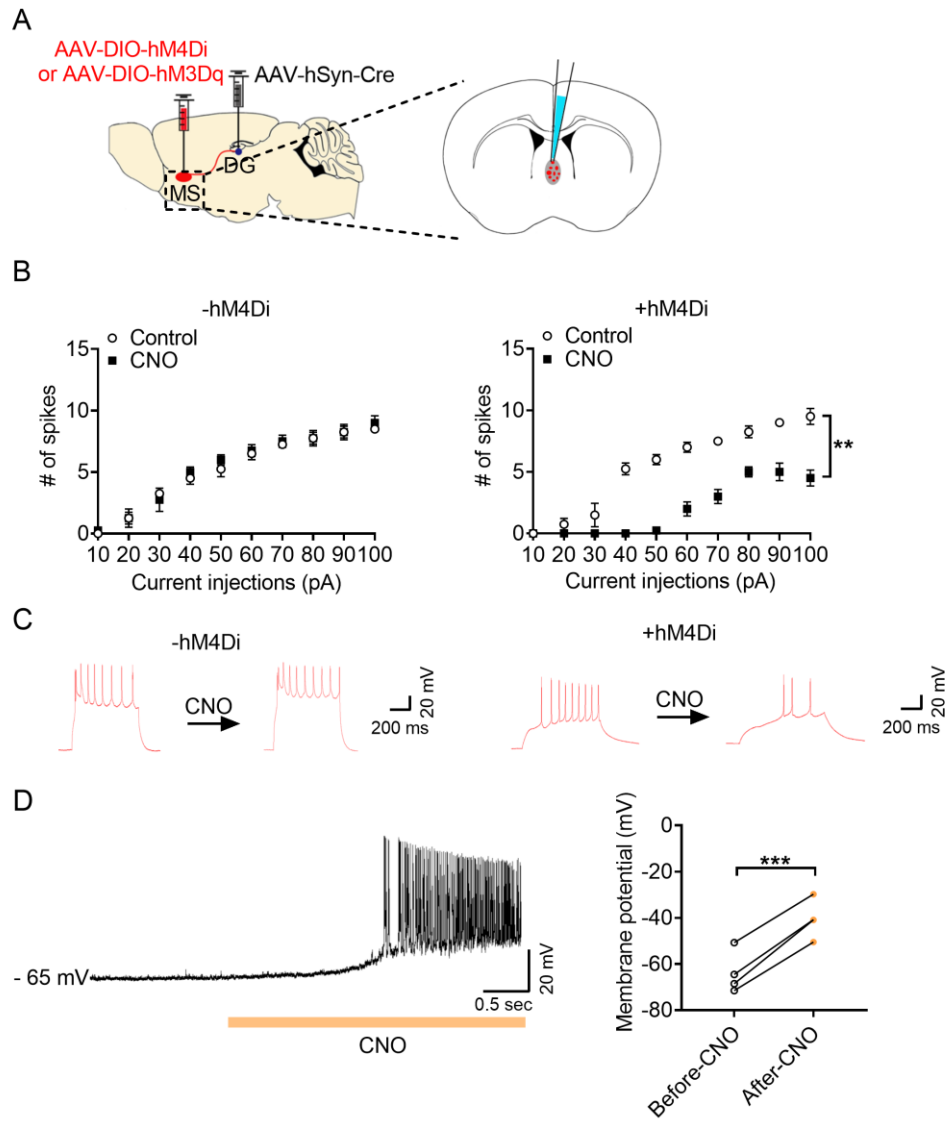 A
AAV-DIO-hM4Di
or AAV-DIO-hM3Dq
AAV-hSyn-Cre
DG
MS
B
-hM4Di
Control
CNO
# of spikes
15
10
5
0
10 20 30 40 50 60 70 80 90 100
Current injections (pA)
+hM4Di
Control
CNO
# of spikes
15
10
5
0
**
10 20 30 40 50 60 70 80 90 100
Current injections (pA)
C
-hM4Di
CNO
20 mV
200 ms
+hM4Di
CNO
20 mV
200 ms
D
- 65 mV
20 mV
0.5 sec
CNO
Membrane potential (mV)
0
-20
-40
-60
-80
***
Before-CNO
After-CNO